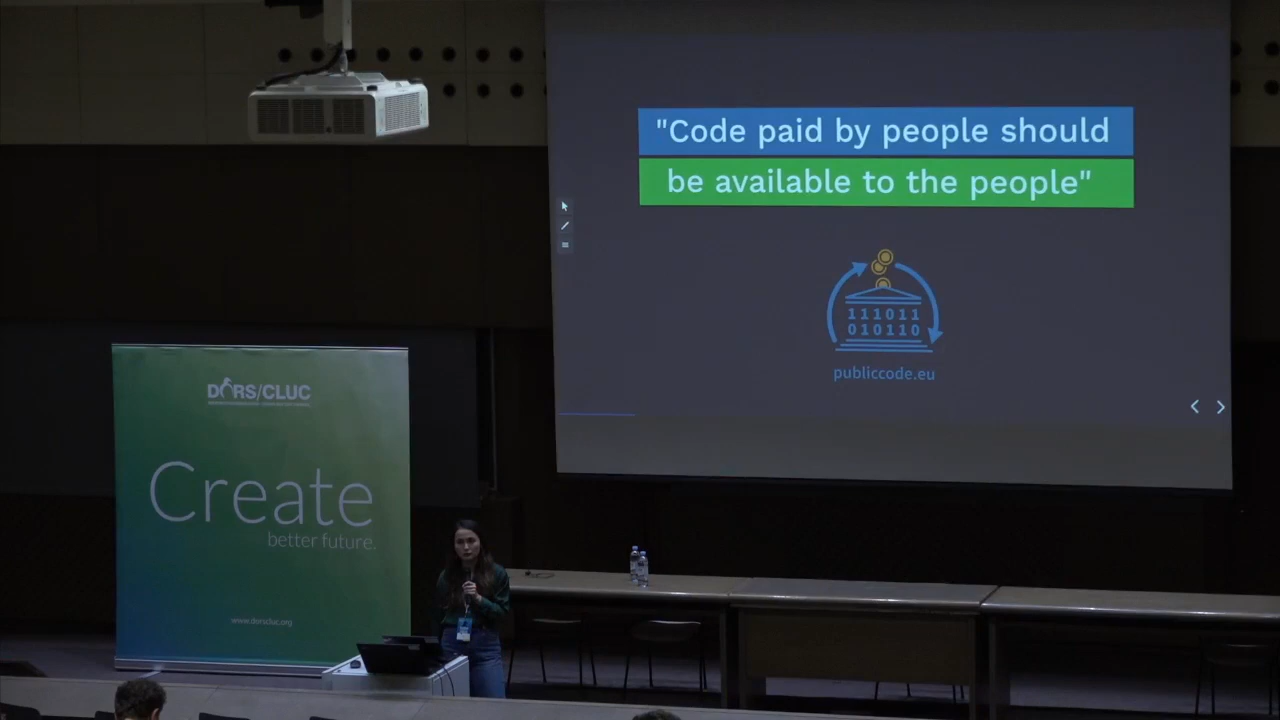 "Code paid by people should
be available to the people"
111011
010110
publiccode.eu
DORS/CLUC
Create
better future.
www.dorscluc.org